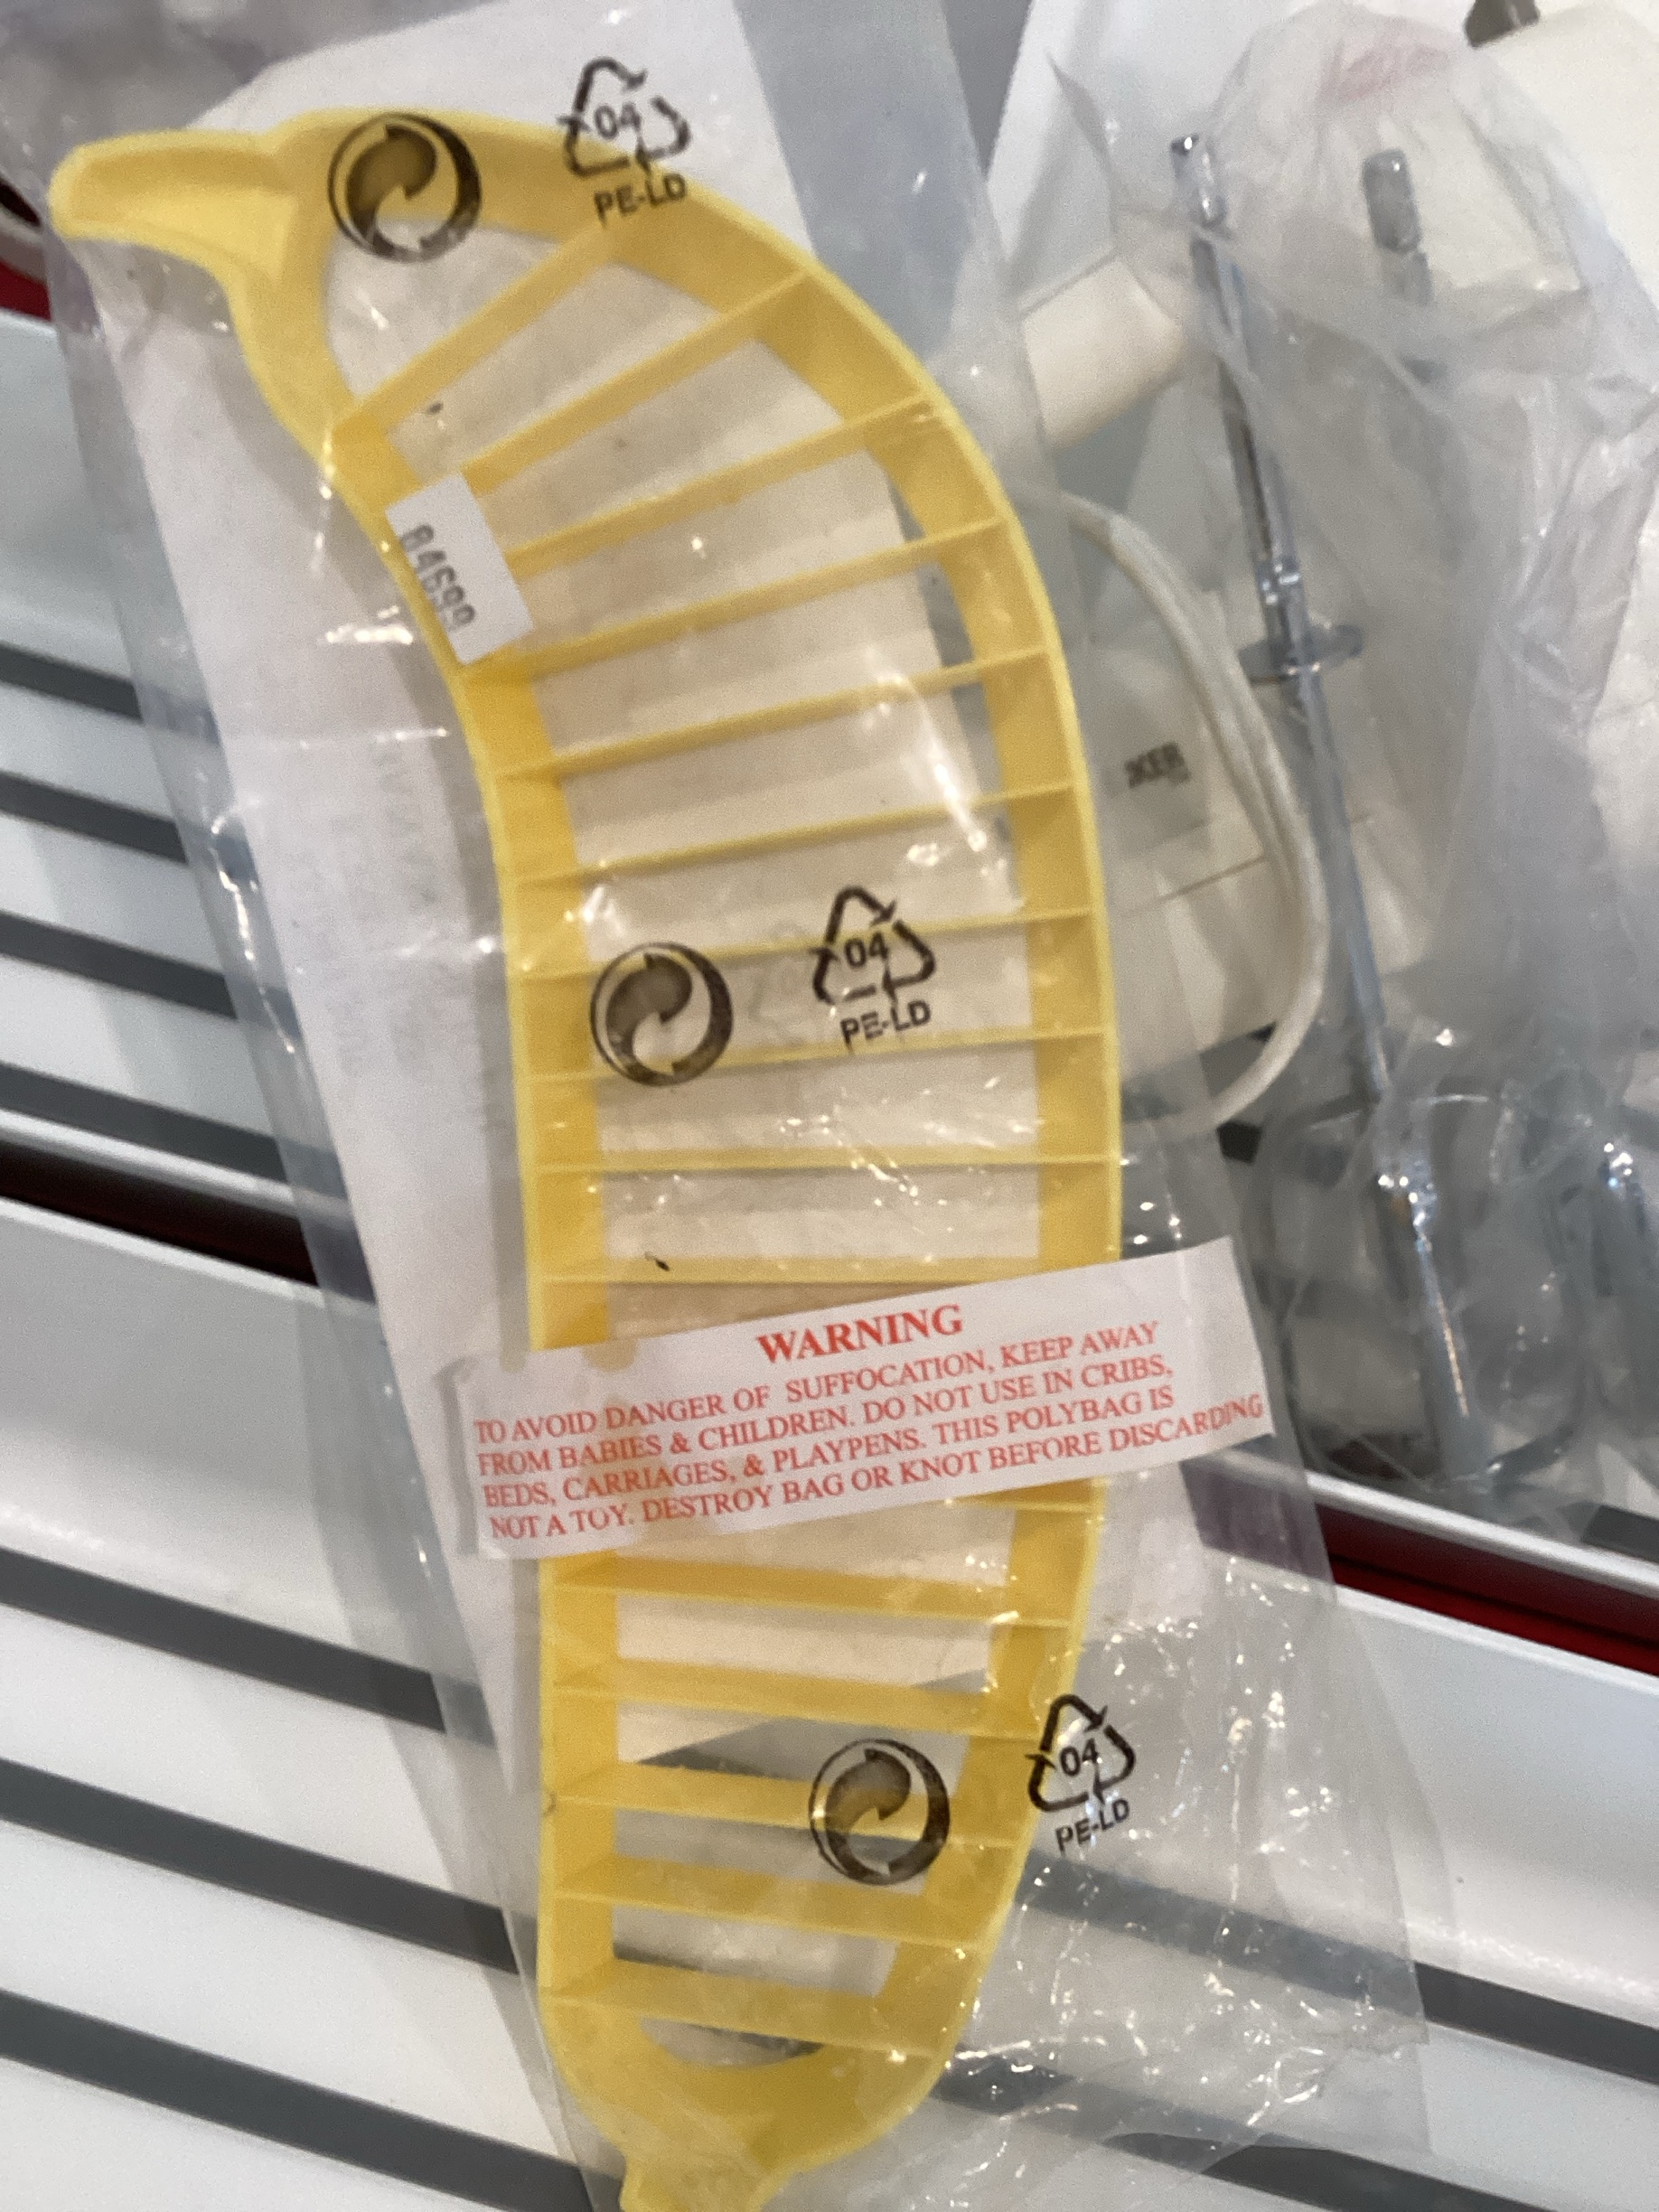 04
PE-LD
84699
04
PE-LD
WARNING
TO AVOID DANGER OF SUFFOCATION, KEEP AWAY
FROM BABIES & CHILDREN. DO NOT USE IN CRIBS,
BEDS, CARRIAGES, & PLAYPENS. THIS POLYBAG IS
NOT A TOY. DESTROY BAG OR KNOT BEFORE DISCARDING
04
PE-LD